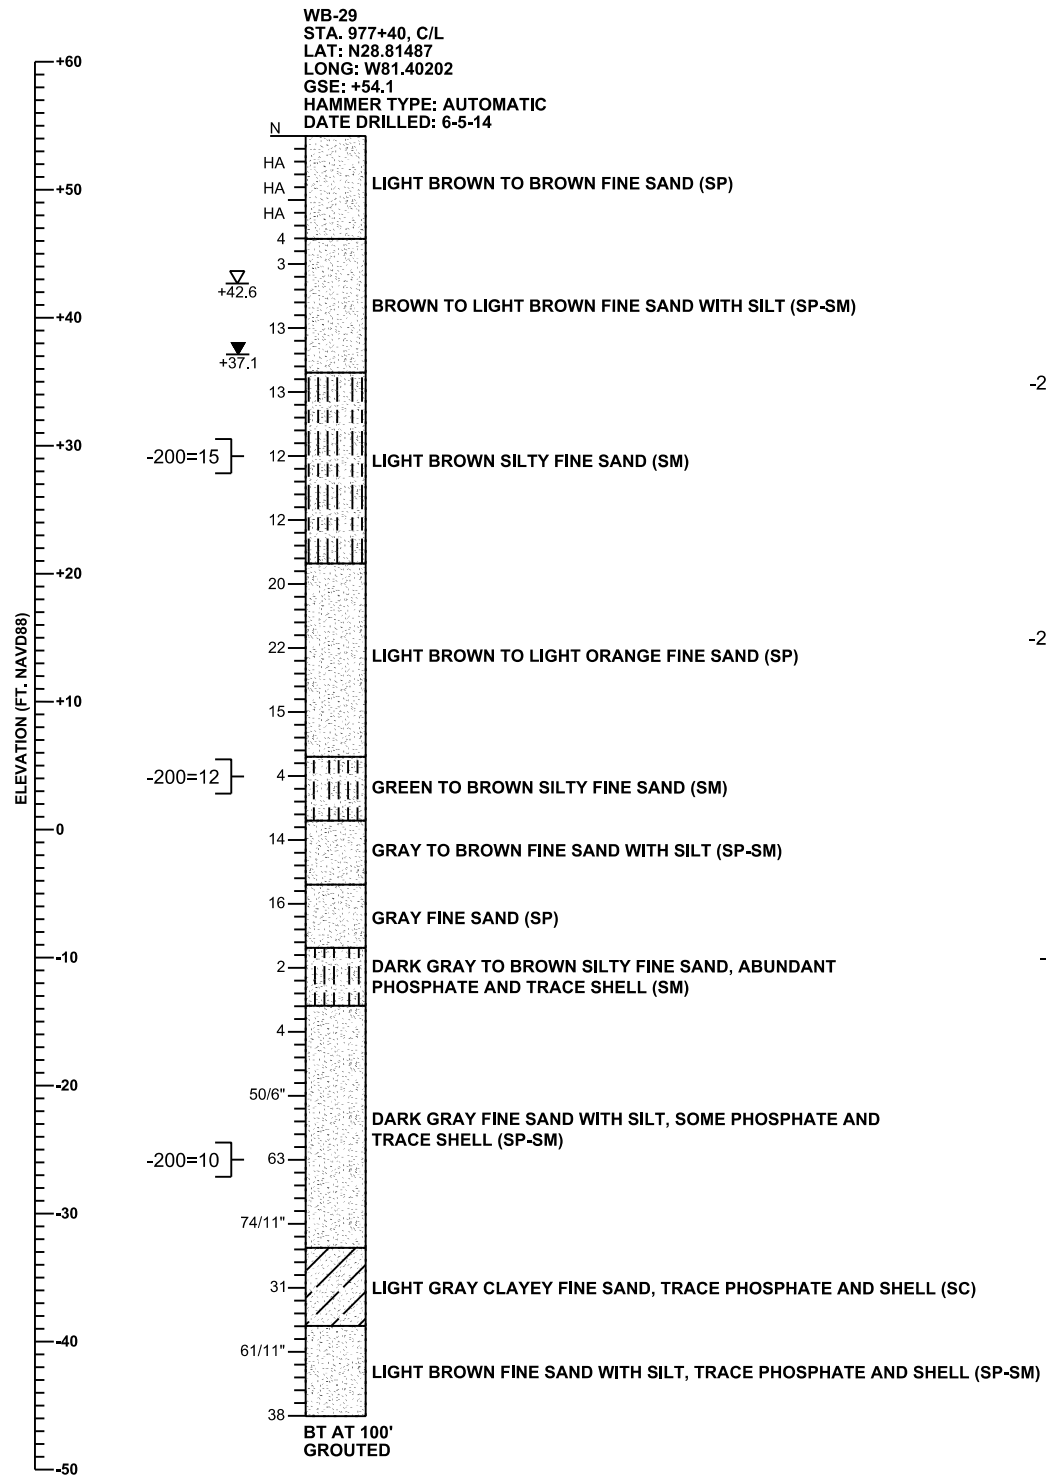 WB-29
STA. 977+40, C/L
LAT: N28.81487
LONG: W81.40202
GSE: +54.1
HAMMER TYPE: AUTOMATIC
DATE DRILLED: 6-5-14
+60
N
HA
LIGHT BROWN TO BROWN FINE SAND (SP)
+50
HA
HA
4
3
+42.6
BROWN TO LIGHT BROWN FINE SAND WITH SILT (SP-SM)
+40
13
+37.1
13
-2
+30
-200=15
12
LIGHT BROWN SILTY FINE SAND (SM)
12
+20
20
ELEVATION (FT. NAVD88)
22
-2
LIGHT BROWN TO LIGHT ORANGE FINE SAND (SP)
+10
15
-200=12
4
GREEN TO BROWN SILTY FINE SAND (SM)
0
14
GRAY TO BROWN FINE SAND WITH SILT (SP-SM)
16
GRAY FINE SAND (SP)
-10
-
2
DARK GRAY TO BROWN SILTY FINE SAND, ABUNDANT
PHOSPHATE AND TRACE SHELL (SM)
4
-20
50/6"
DARK GRAY FINE SAND WITH SILT, SOME PHOSPHATE AND
TRACE SHELL (SP-SM)
-200=10
63
-30
74/11"
31
LIGHT GRAY CLAYEY FINE SAND, TRACE PHOSPHATE AND SHELL (SC)
-40
61/11"
LIGHT BROWN FINE SAND WITH SILT, TRACE PHOSPHATE AND SHELL (SP-SM)
38
BT AT 100'
GROUTED
-50